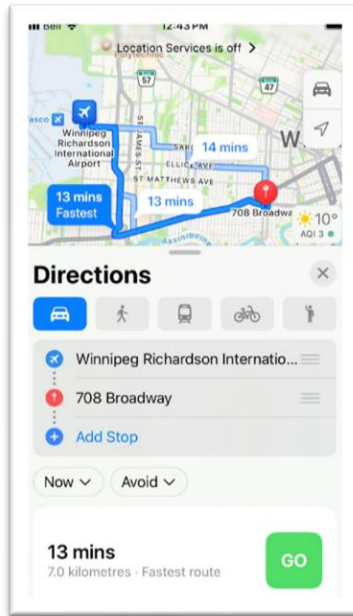 Bell 12:43 PM
Polytechnic
Location Services is off >
57
47
Winnipeg
Richardson
International
Airport
14 mins
ST JAMES ST
ELLICE AVE
ST MATTHEWS AVE
W
13 mins
Fastest
13 mins
708 Broadwa
10°
AQI 3
Assiniboine
Directions
Winnipeg Richardson Internatio...
708 Broadway
Add Stop
Now
Avoid
13 mins
7.0 kilometres · Fastest route
GO